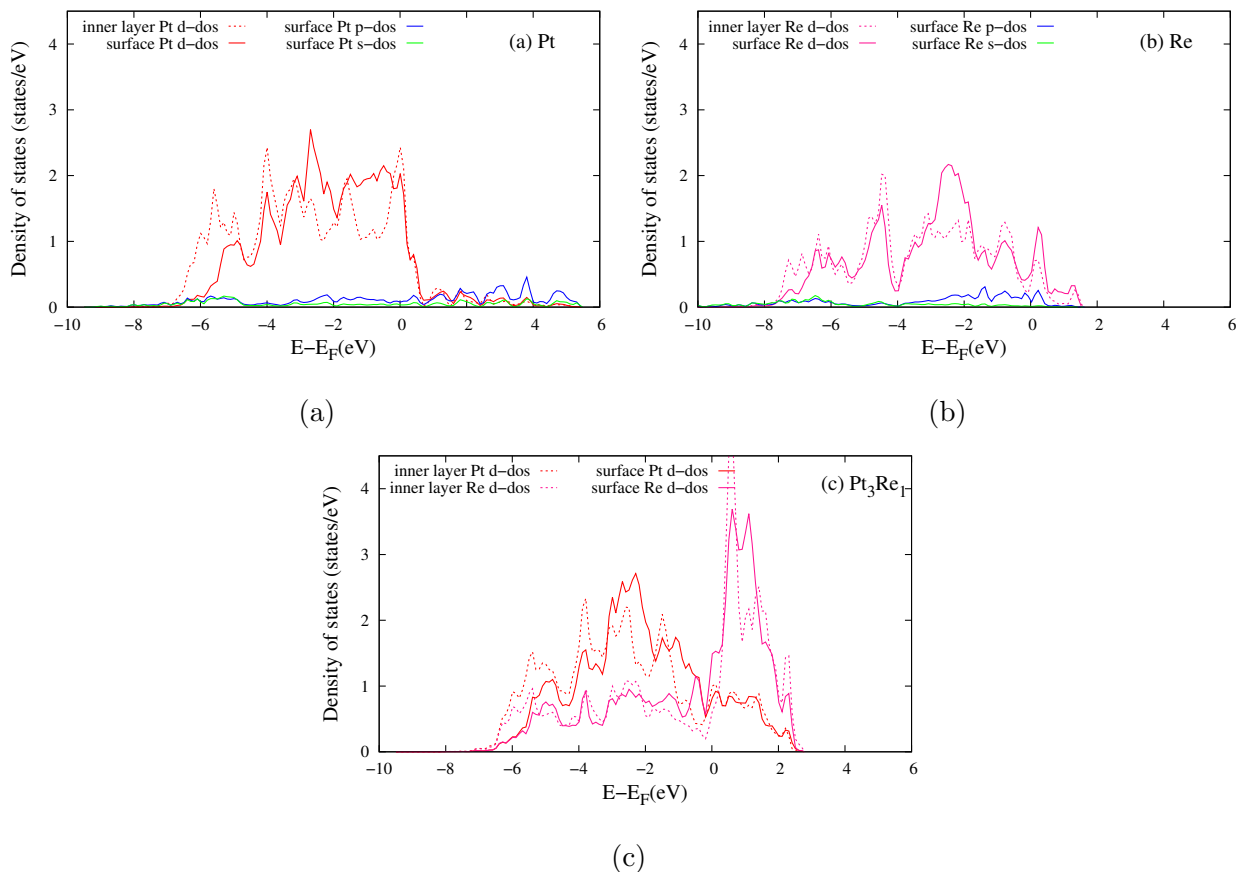 inner layer Pt d-dos
surface Pt d-dos
surface Pt p-dos
surface Pt s-dos
(a) Pt
Density of states (states/eV)
0
1
2
3
4
-10
-8
-6
-4
-2
0
2
4
6
E-E_F(eV)
(a)
inner layer Re d-dos
surface Re d-dos
surface Re p-dos
surface Re s-dos
(b) Re
Density of states (states/eV)
0
1
2
3
4
-10
-8
-6
-4
-2
0
2
4
6
E-E_F(eV)
(b)
inner layer Pt d-dos
inner layer Re d-dos
surface Pt d-dos
surface Re d-dos
(c) Pt_3Re_1
Density of states (states/eV)
0
1
2
3
4
-10
-8
-6
-4
-2
0
2
4
6
E-E_F(eV)
(c)